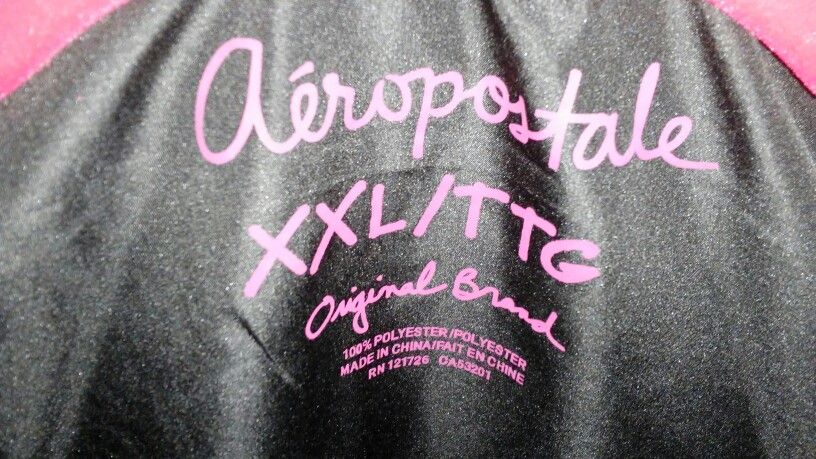 aéropostale
XXL/TTG
Original Brand
100% POLYESTER/POLYESTER
MADE IN CHINA/FAIT EN CHINE
RN 121726 CA53201